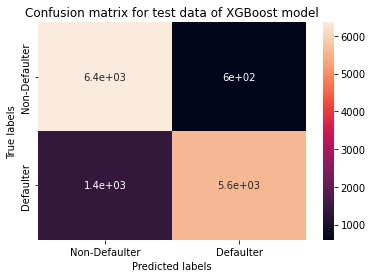 Confusion matrix for test data of XGBoost model
True labels
Non-Defaulter
Defaulter
6.4e+03
6e+02
1.4e+03
5.6e+03
Non-Defaulter
Defaulter
Predicted labels
6000
5000
4000
3000
2000
1000